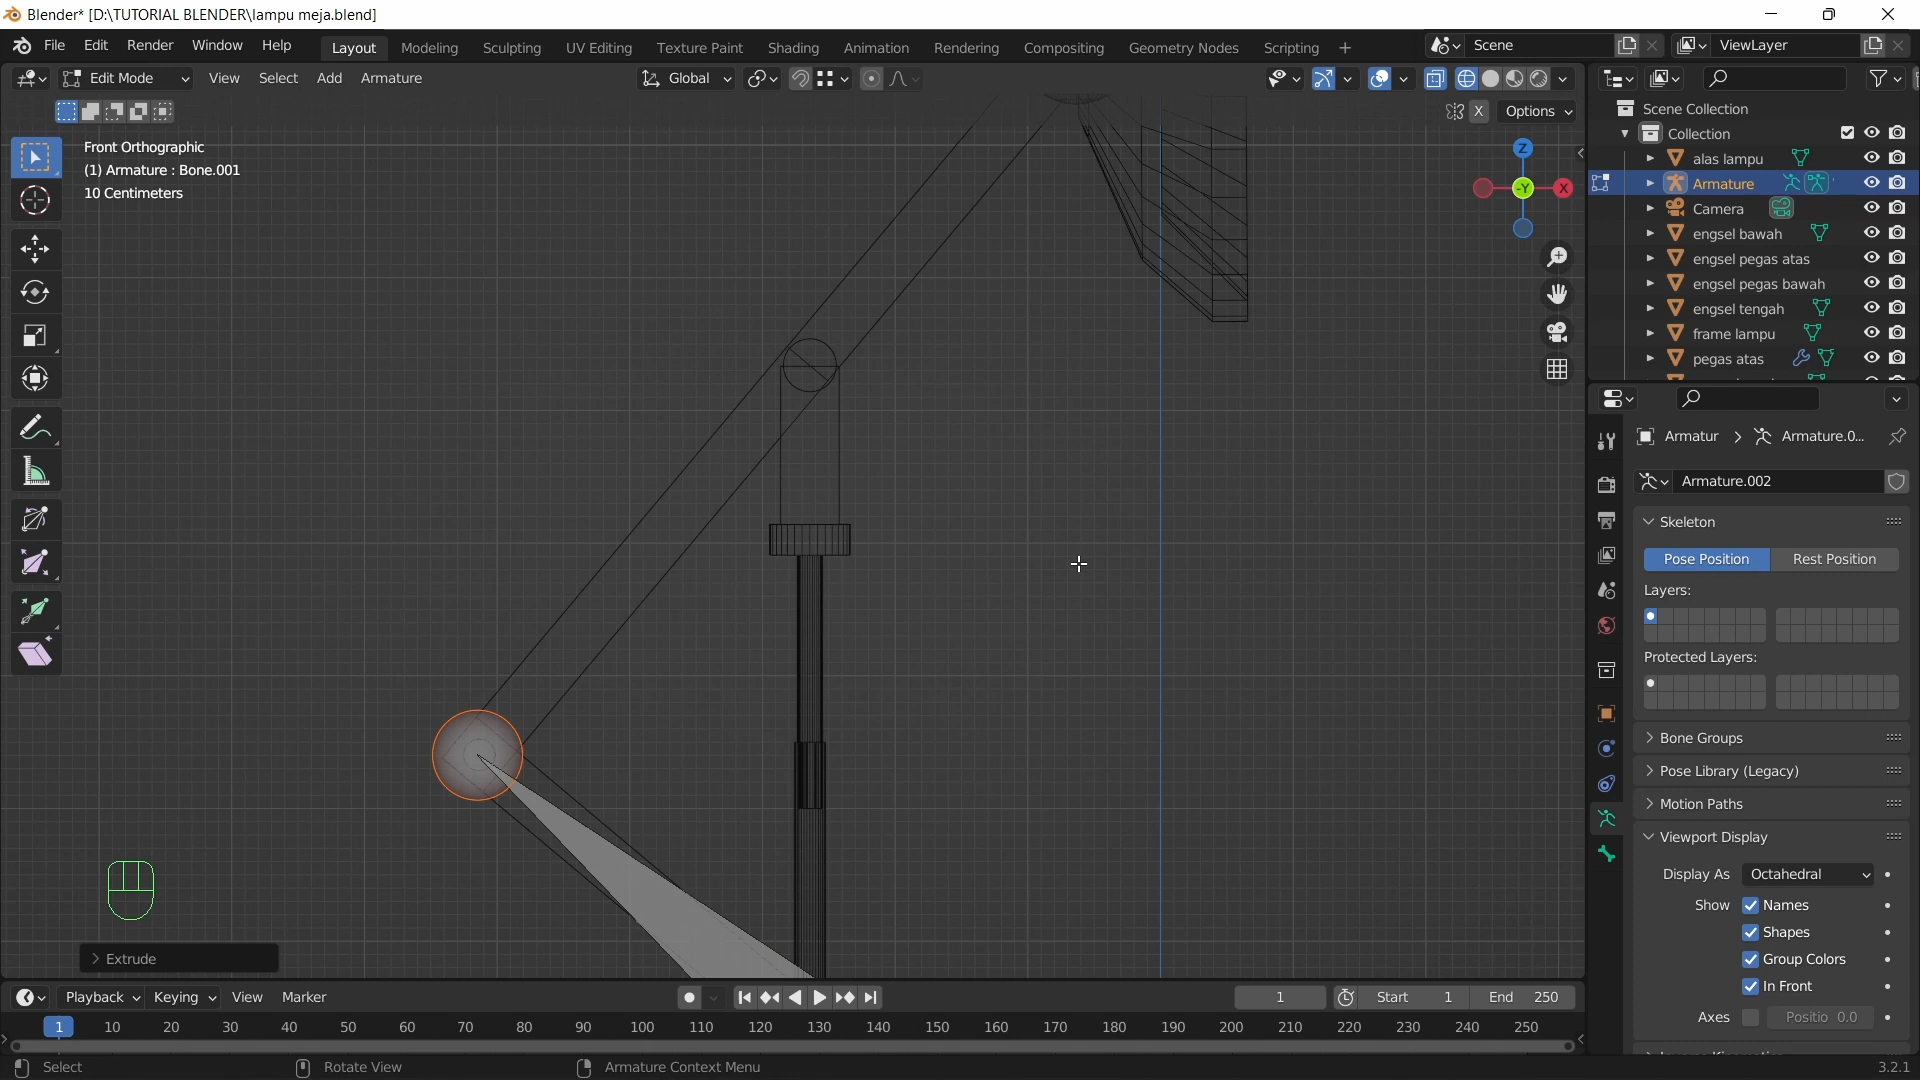 Blender* [D:\TUTORIAL BLENDER\lampu meja.blend]
File Edit Render Window Help
Layout Modeling Sculpting UV Editing Texture Paint Shading Animation Rendering Compositing Geometry Nodes Scripting +
Scene
ViewLayer
Edit Mode View Select Add Armature
Global
X Options
Front Orthographic
(1) Armature : Bone.001
10 Centimeters
Z
-Y
X
Scene Collection
Collection
alas lampu
Armature
Camera
engsel bawah
engsel pegas atas
engsel pegas bawah
engsel tengah
frame lampu
pegas atas
Armatur > Armature.0...
Armature.002
Skeleton
Pose Position Rest Position
Layers:
Protected Layers:
Bone Groups
Pose Library (Legacy)
Motion Paths
Viewport Display
Display As Octahedral
Show Names
Shapes
Group Colors
In Front
Axes Positio 0.0
Extrude
Playback Keying View Marker
1
Start 1
End 250
1 10 20 30 40 50 60 70 80 90 100 110 120 130 140 150 160 170 180 190 200 210 220 230 240 250
Select Rotate View Armature Context Menu
3.2.1